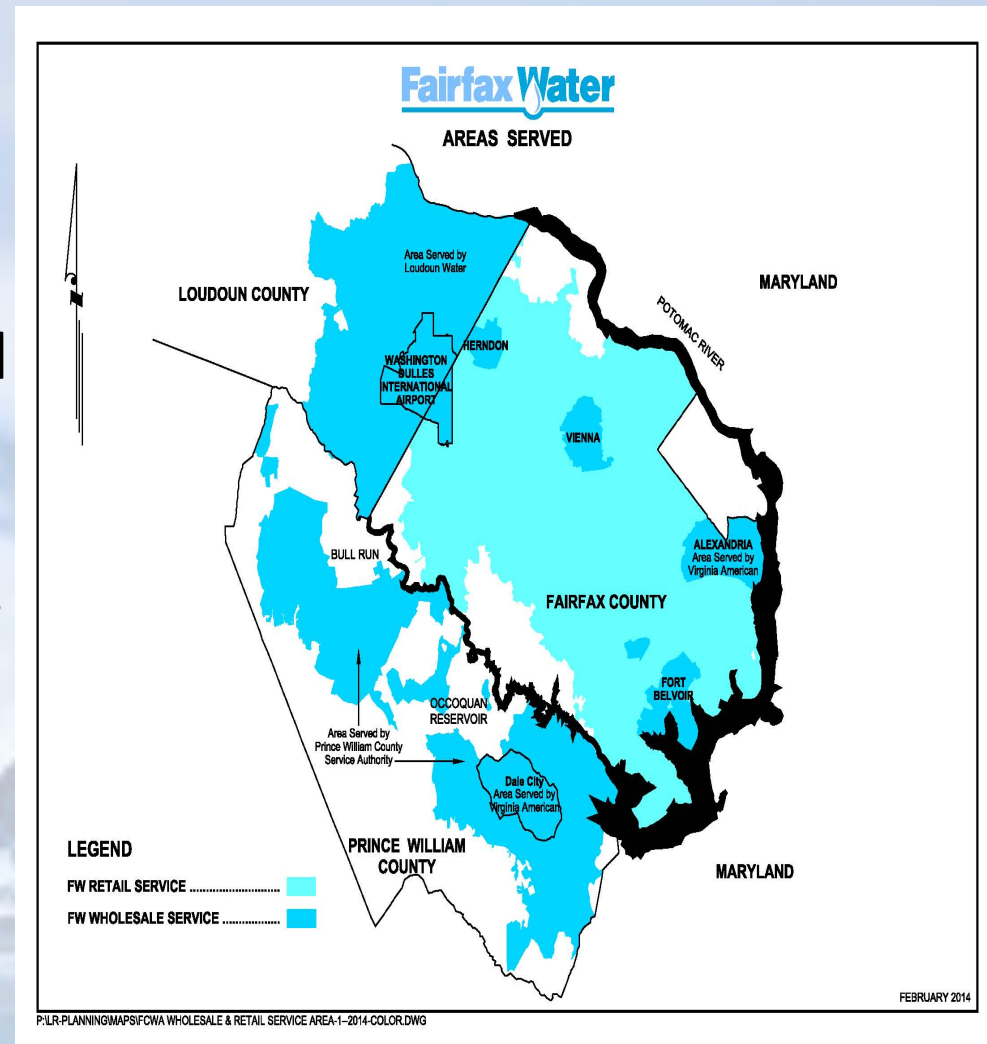 FairfaxWater
AREAS SERVED
Area Served by
Loudoun Water
LOUDOUN COUNTY
MARYLAND
POTOMAC RIVER
HERNDON
WASHINGTON
DULLES
INTERNATIONAL
AIRPORT
VIENNA
BULL RUN
ALEXANDRIA
Area Served by
Virginia American
FAIRFAX COUNTY
FORT
BELVOIR
OCCOQUAN
RESERVOIR
Area Served by
Prince William County
Service Authority
Dale City
Area Served by
Virginia American
PRINCE WILLIAM
COUNTY
MARYLAND
LEGEND
FW RETAIL SERVICE ............................
FW WHOLESALE SERVICE ..................
FEBRUARY 2014
P:\LR-PLANNING\MAPS\FCWA WHOLESALE & RETAIL SERVICE AREA-1--2014-COLOR.DWG